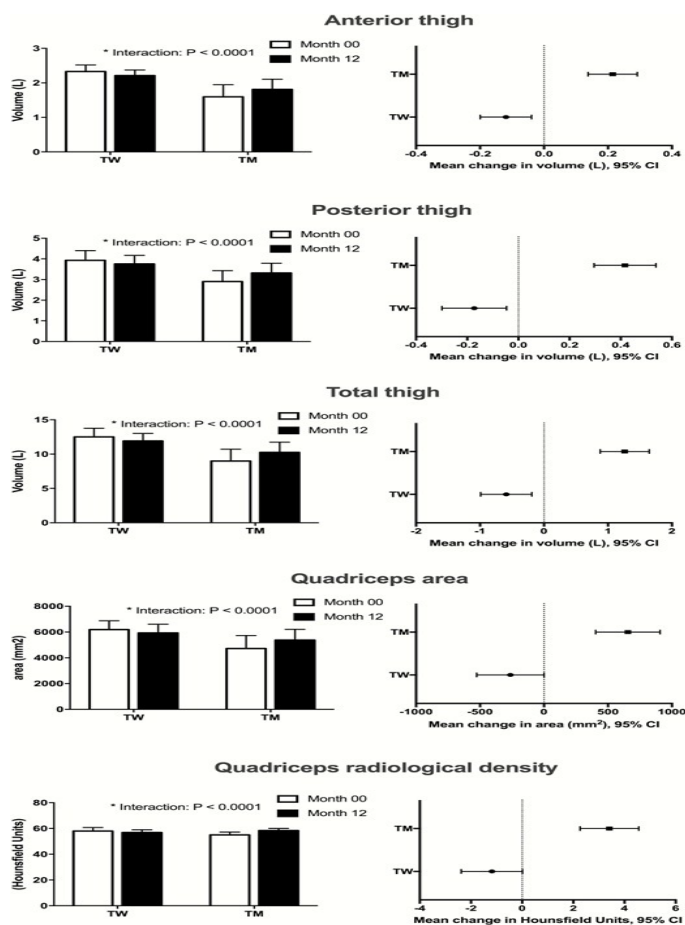 Anterior thigh
* Interaction: P < 0.0001
Month 00
Month 12
Volume (L)
3
2
1
0
TW
TM
TM
TW
-0.4
-0.2
0.0
0.2
0.4
Mean change in volume (L), 95% CI
Posterior thigh
* Interaction: P < 0.0001
Month 00
Month 12
Volume (L)
5
4
3
2
1
0
TW
TM
TM
TW
-0.4
-0.2
0.0
0.2
0.4
0.6
Mean change in volume (L), 95% CI
Total thigh
* Interaction: P < 0.0001
Month 00
Month 12
Volume (L)
15
10
5
0
TW
TM
TM
TW
-2
-1
0
1
2
Mean change in volume (L), 95% CI
Quadriceps area
* Interaction: P < 0.0001
Month 00
Month 12
area (mm2)
8000
6000
4000
2000
0
TW
TM
TM
TW
-1000
-500
0
500
1000
Mean change in area (mm²), 95% CI
Quadriceps radiological density
* Interaction: P < 0.0001
Month 00
Month 12
(Hounsfield Units)
80
60
40
20
0
TW
TM
TM
TW
-4
-2
0
2
4
6
Mean change in Hounsfield Units, 95% CI